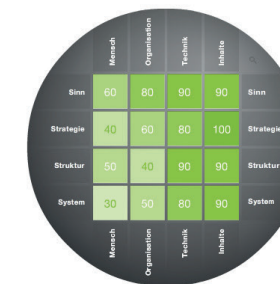 Mensch Organisation Technik Inhalte
Sinn 60 80 90 90 Sinn
Strategie 40 60 80 100 Strategie
Struktur 50 40 90 90 Struktur
System 30 50 80 90 System
Mensch Organisation Technik Inhalte